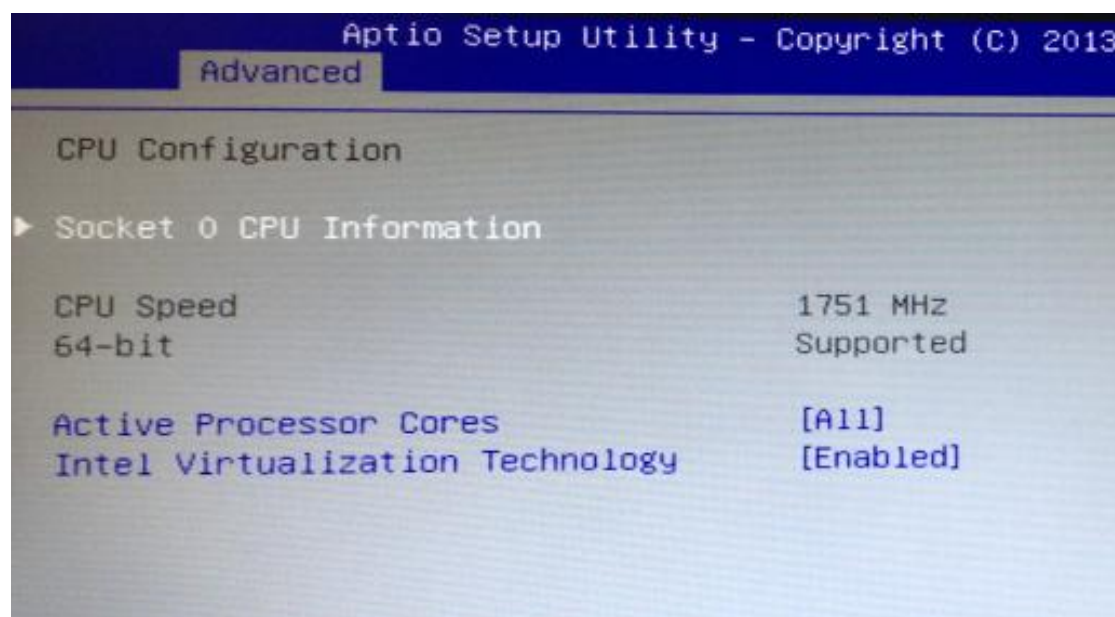 Aptio Setup Utility – Copyright (C) 2013
Advanced
CPU Configuration
Socket 0 CPU Information
CPU Speed 1751 MHz
64-bit Supported
Active Processor Cores [All]
Intel Virtualization Technology [Enabled]